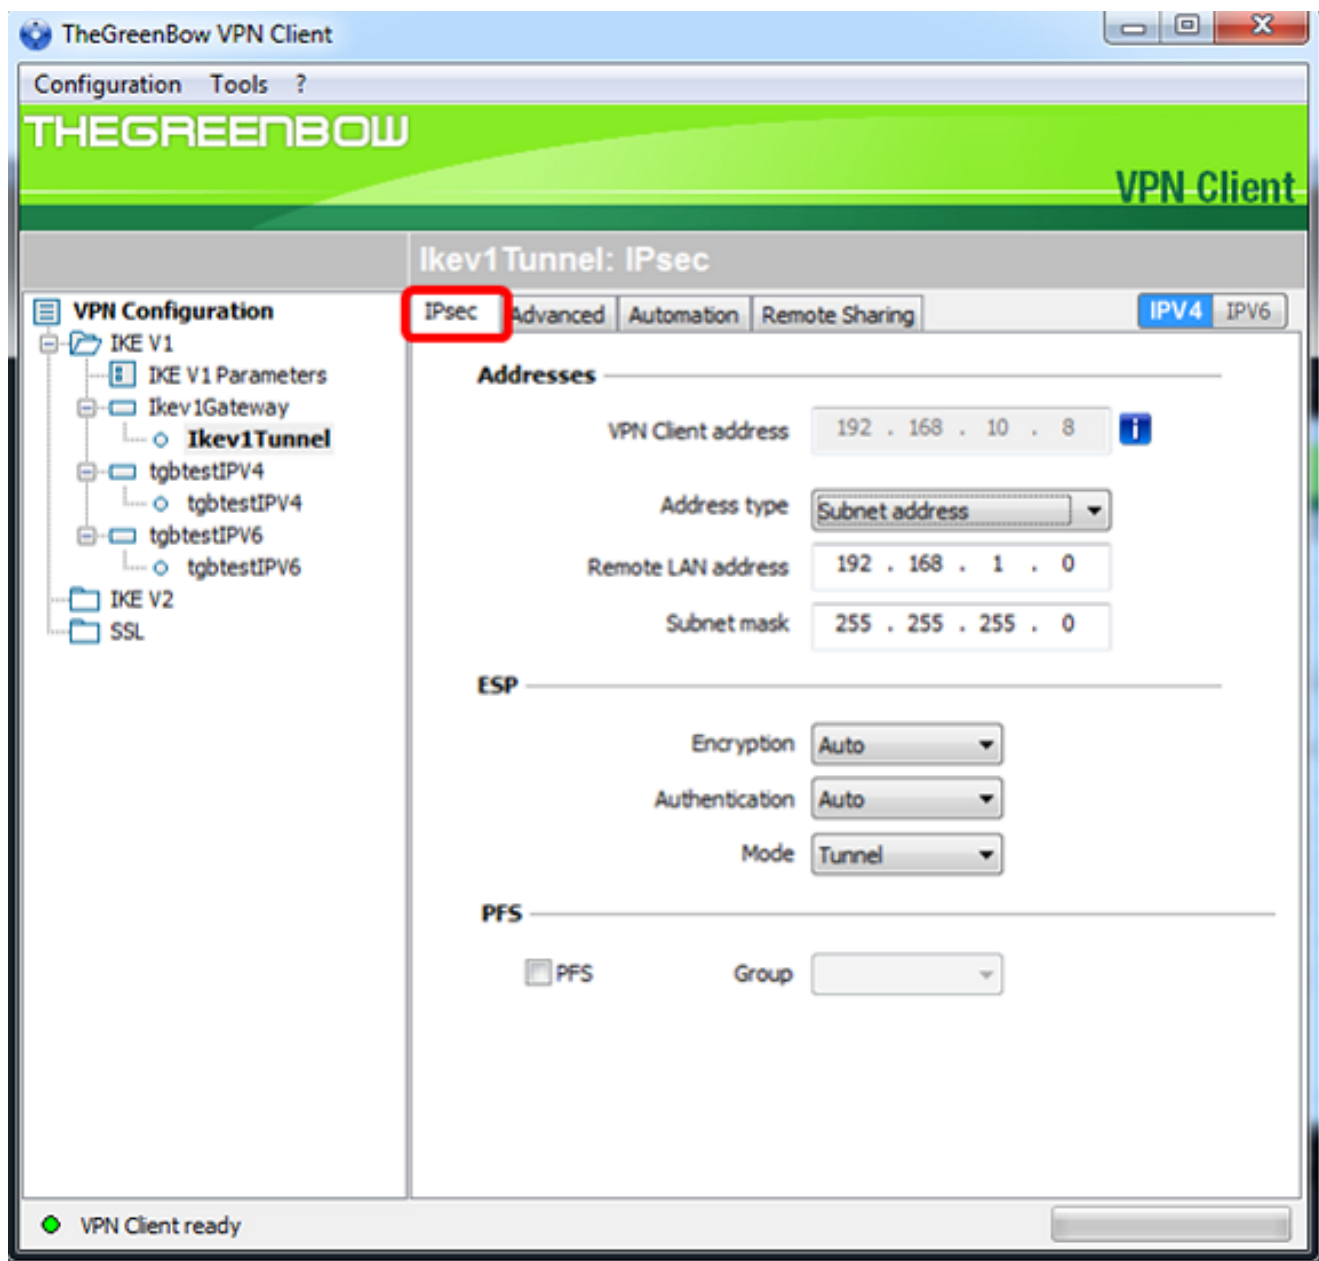 TheGreenBow VPN Client
Configuration Tools ?
THEGREENBOW
VPN Client
Ikev1Tunnel: IPsec
VPN Configuration
IKE V1
IKE V1 Parameters
Ikev1Gateway
Ikev1Tunnel
tgbtestIPV4
tgbtestIPV4
tgbtestIPV6
tgbtestIPV6
IKE V2
SSL
IPsec Advanced Automation Remote Sharing IPV4 IPV6
Addresses
VPN Client address 192 . 168 . 10 . 8
Address type Subnet address
Remote LAN address 192 . 168 . 1 . 0
Subnet mask 255 . 255 . 255 . 0
ESP
Encryption Auto
Authentication Auto
Mode Tunnel
PFS
PFS Group
VPN Client ready